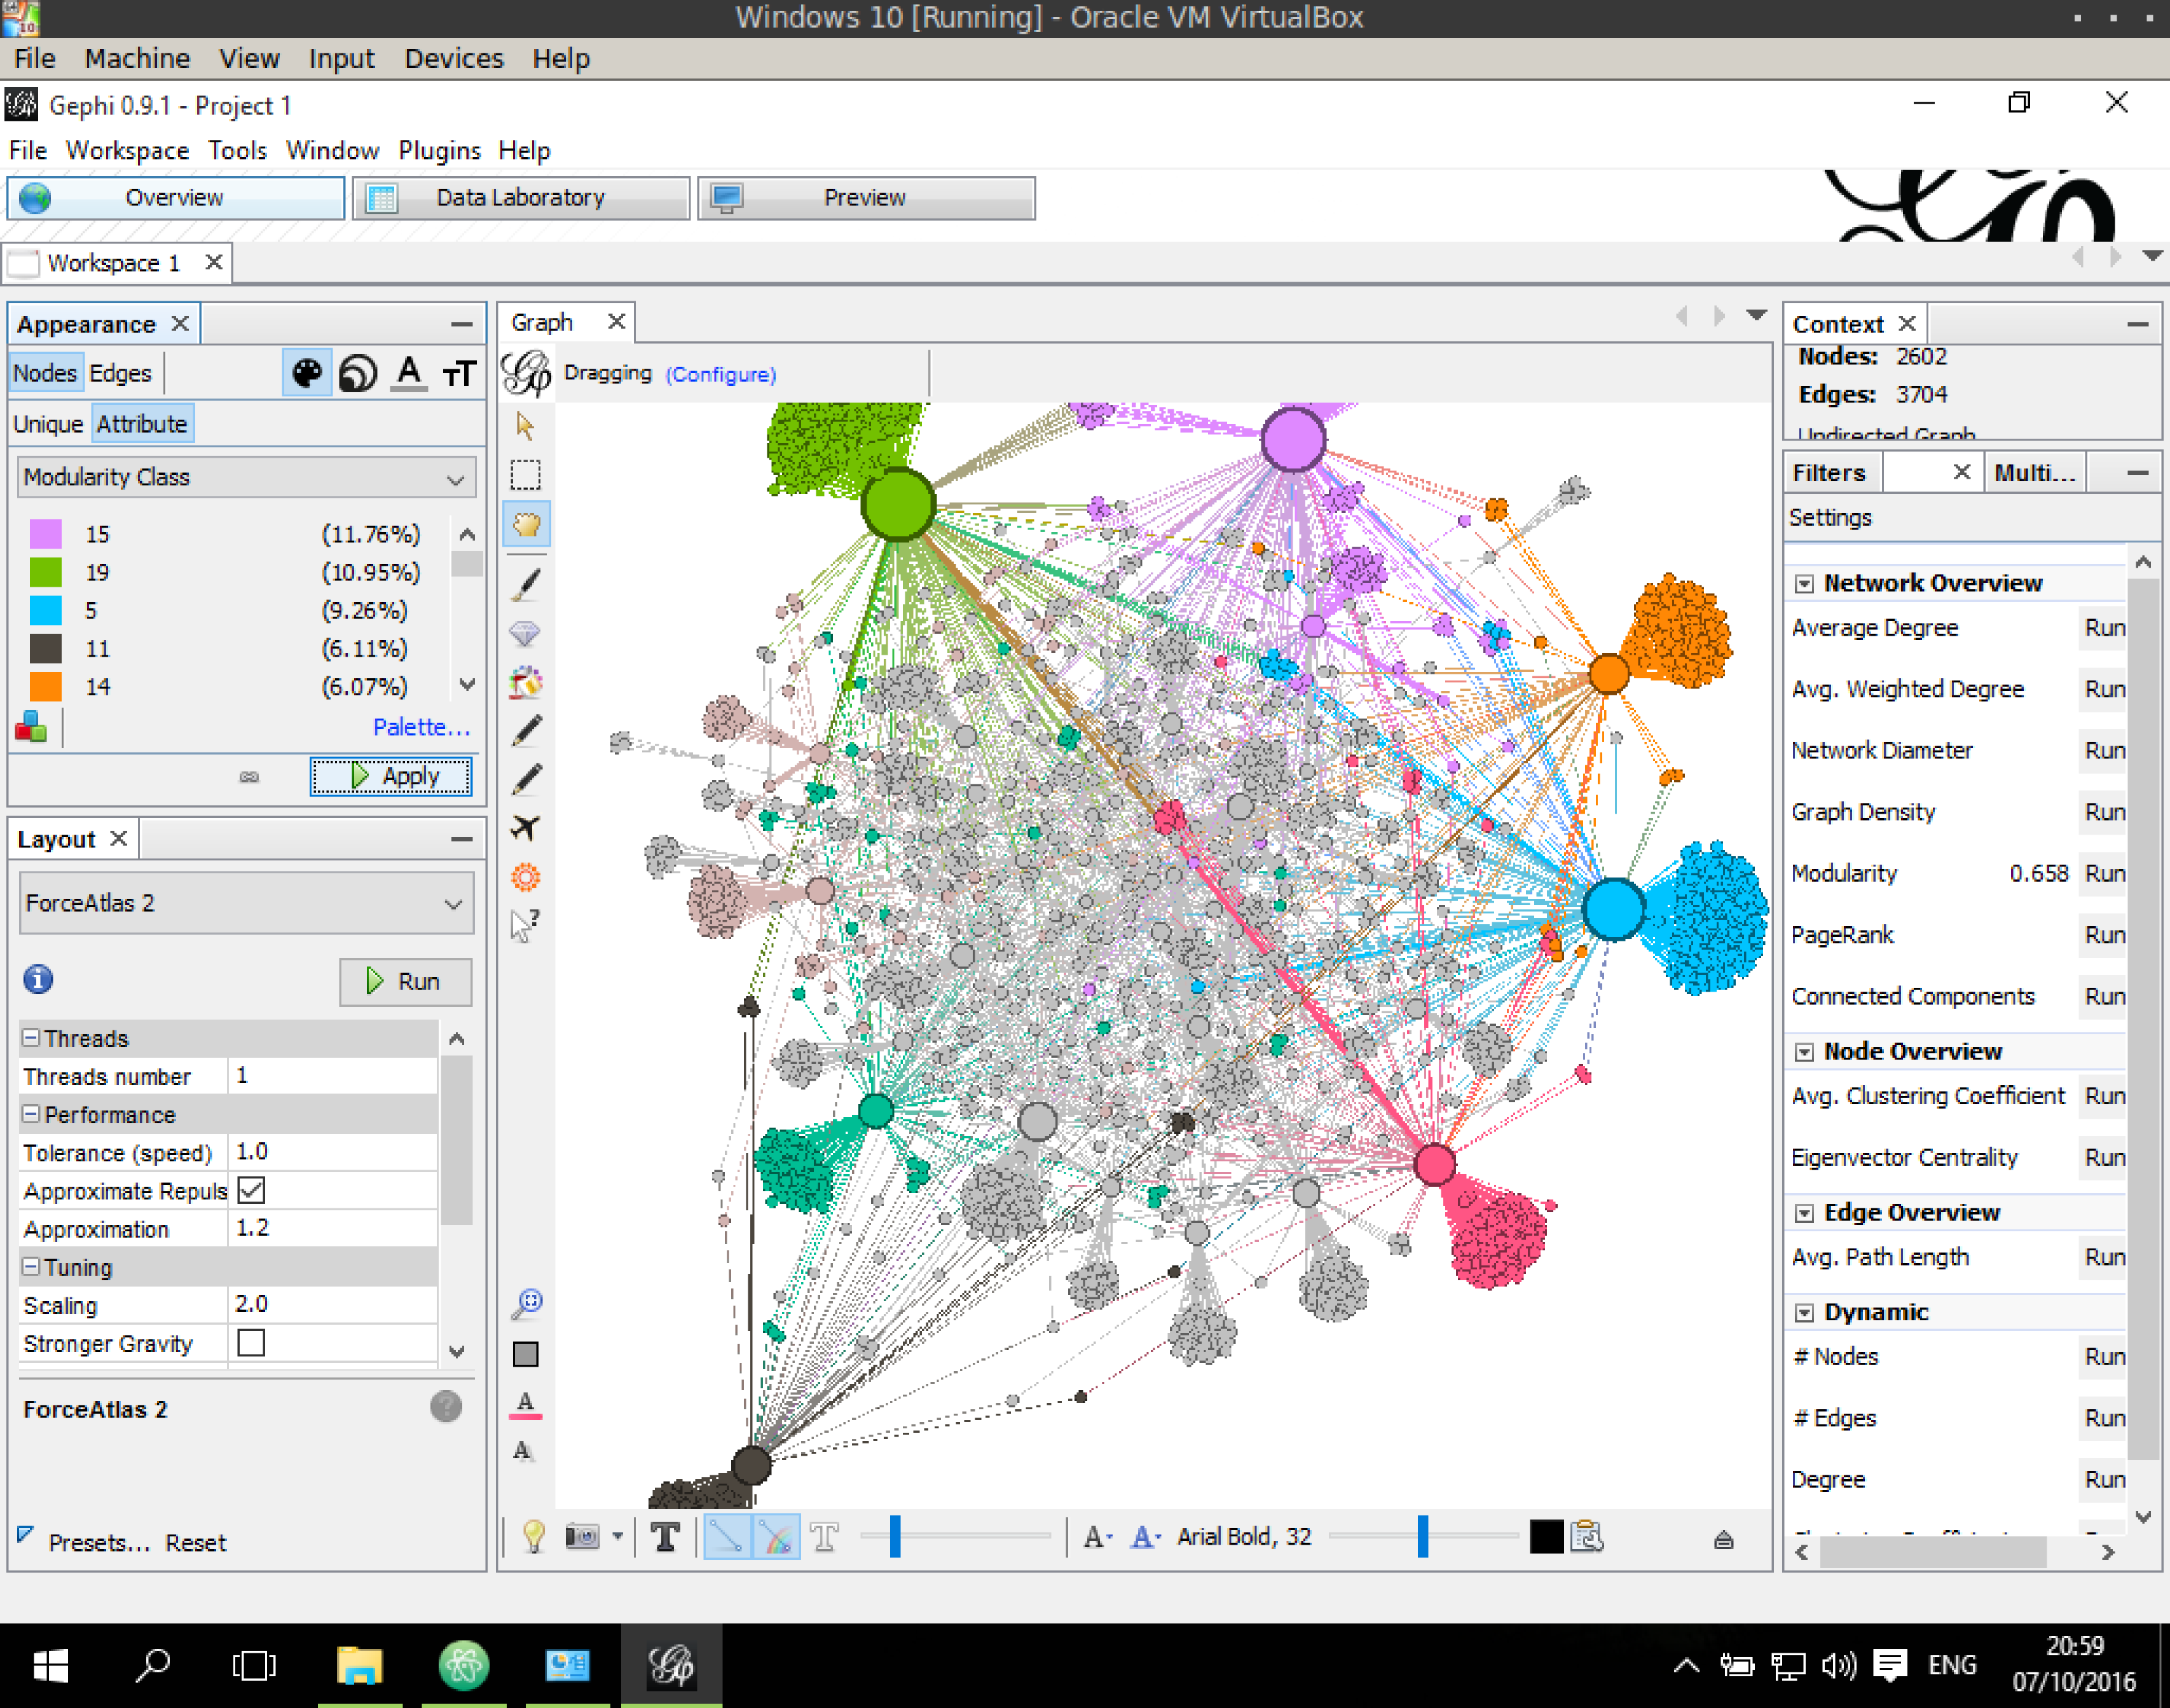 Windows 10 [Running] - Oracle VM VirtualBox
File Machine View Input Devices Help
Gephi 0.9.1 - Project 1
File Workspace Tools Window Plugins Help
Overview
Data Laboratory
Preview
Workspace 1
Appearance
Nodes Edges
Unique Attribute
Modularity Class
15 (11.76%)
19 (10.95%)
5 (9.26%)
11 (6.11%)
14 (6.07%)
Palette...
Apply
Layout
ForceAtlas 2
Run
Threads
Threads number 1
Performance
Tolerance (speed) 1.0
Approximate Repuls
Approximation 1.2
Tuning
Scaling 2.0
Stronger Gravity
ForceAtlas 2
Presets... Reset
Graph
Dragging (Configure)
Arial Bold, 32
Context
Nodes: 2602
Edges: 3704
Undirected Graph
Filters
Multi...
Settings
Network Overview
Average Degree Run
Avg. Weighted Degree Run
Network Diameter Run
Graph Density Run
Modularity 0.658 Run
PageRank Run
Connected Components Run
Node Overview
Avg. Clustering Coefficient Run
Eigenvector Centrality Run
Edge Overview
Avg. Path Length Run
Dynamic
# Nodes Run
# Edges Run
Degree Run
ENG
20:59
07/10/2016